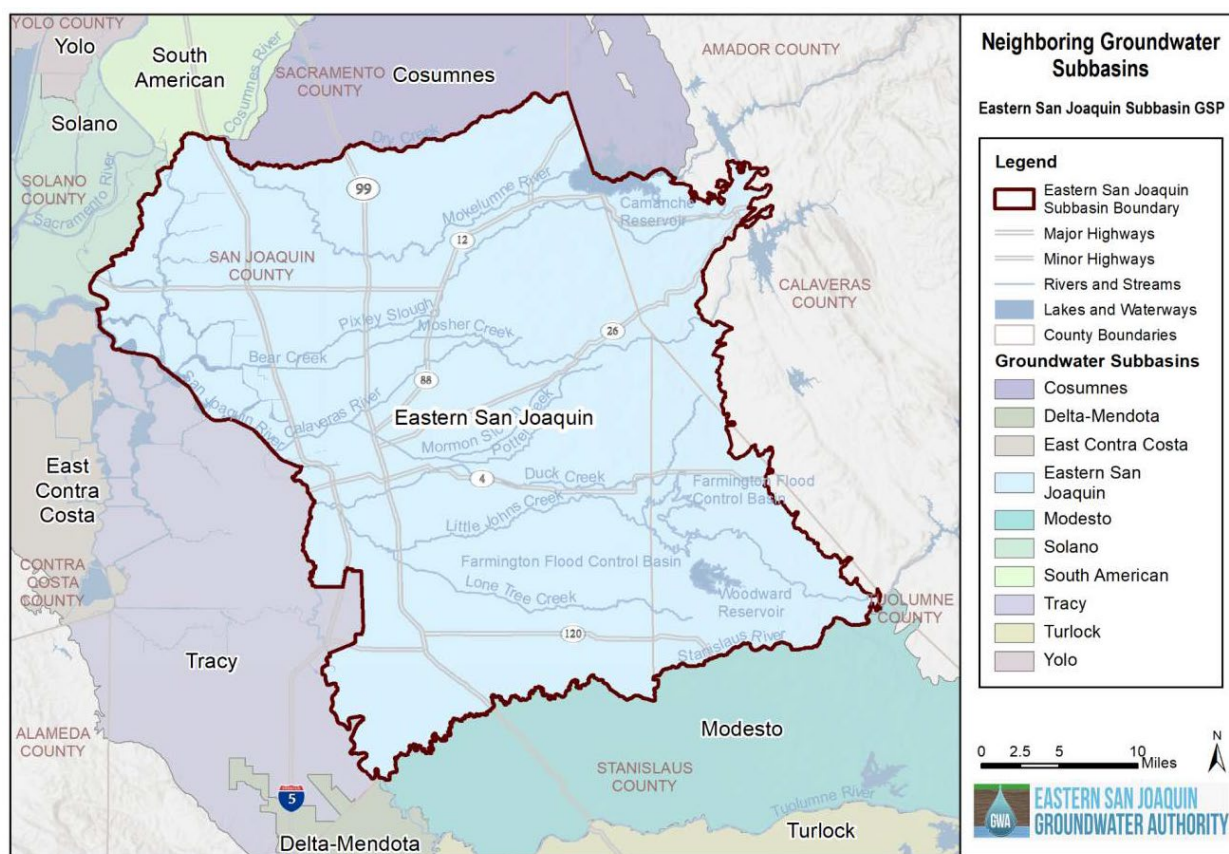 YOLO COUNTY
Yolo
South
American
Cosumnes River
SACRAMENTO
COUNTY
Cosumnes
AMADOR COUNTY
Solano
Dry Creek
SOLANO
COUNTY
Sacramento River
99
Mokelumne River
Camanche
Reservoir
12
SAN JOAQUIN
COUNTY
CALAVERAS
COUNTY
Pixley Slough
Mosher Creek
26
Bear Creek
88
San Joaquin River
Calaveras River
Eastern San Joaquin
Mormon Slough
Potter Creek
East
Contra
Costa
4
Duck Creek
Farmington Flood
Control Basin
Little Johns Creek
CONTRA
COSTA
COUNTY
Farmington Flood Control Basin
Lone Tree Creek
Woodward
Reservoir
TUOLUMNE
COUNTY
120
Stanislaus River
Tracy
ALAMEDA
COUNTY
Modesto
STANISLAUS
COUNTY
5
Tuolumne River
Delta-Mendota
Turlock
Neighboring Groundwater
Subbasins
Eastern San Joaquin Subbasin GSP
Legend
Eastern San Joaquin
Subbasin Boundary
Major Highways
Minor Highways
Rivers and Streams
Lakes and Waterways
County Boundaries
Groundwater Subbasins
Cosumnes
Delta-Mendota
East Contra Costa
Eastern San
Joaquin
Modesto
Solano
South American
Tracy
Turlock
Yolo
N
0 2.5 5 10
Miles
GWA
EASTERN SAN JOAQUIN
GROUNDWATER AUTHORITY